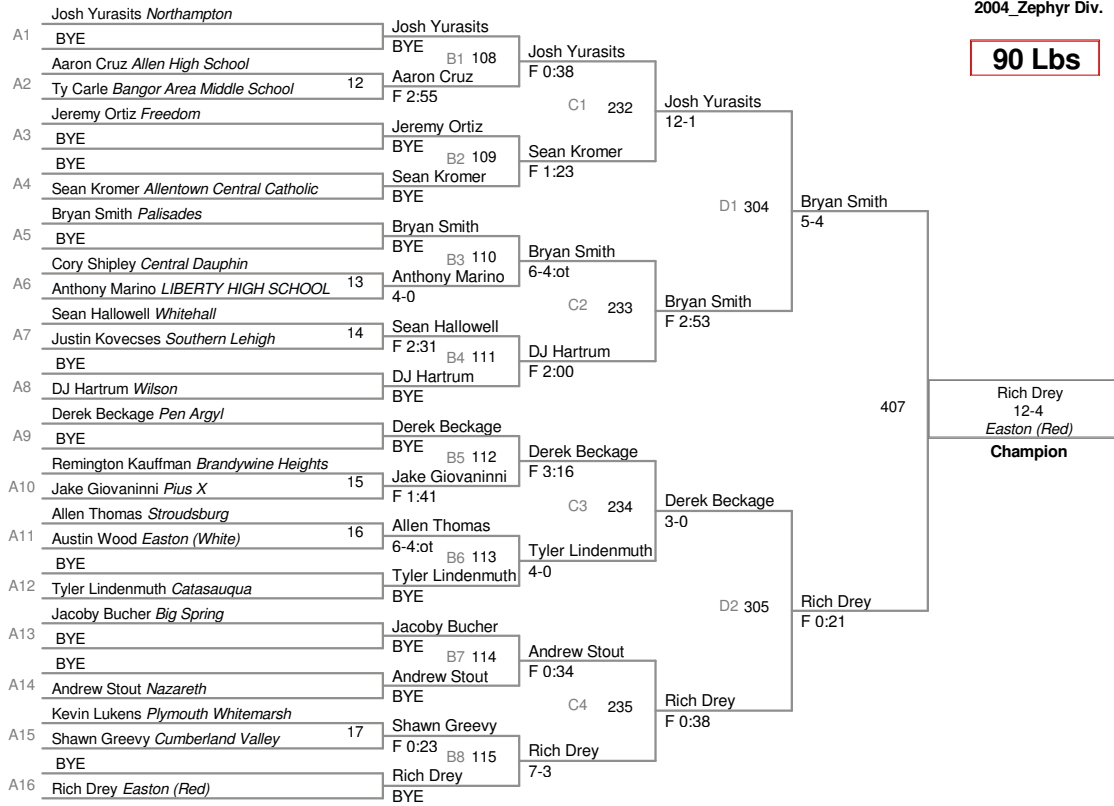 2004_Zephyr Div.
90 Lbs
A1
Josh Yurasits Northampton
BYE
A2
Aaron Cruz Allen High School
Ty Carle Bangor Area Middle School 12
A3
Jeremy Ortiz Freedom
BYE
A4
BYE
Sean Kromer Allentown Central Catholic
A5
Bryan Smith Palisades
BYE
A6
Cory Shipley Central Dauphin
Anthony Marino LIBERTY HIGH SCHOOL 13
A7
Sean Hallowell Whitehall
Justin Kovecses Southern Lehigh 14
A8
BYE
DJ Hartrum Wilson
A9
Derek Beckage Pen Argyl
BYE
A10
Remington Kauffman Brandywine Heights
Jake Giovaninni Pius X 15
A11
Allen Thomas Stroudsburg
Austin Wood Easton (White) 16
A12
BYE
Tyler Lindenmuth Catasauqua
A13
Jacoby Bucher Big Spring
BYE
A14
BYE
Andrew Stout Nazareth
A15
Kevin Lukens Plymouth Whitemarsh
Shawn Greevy Cumberland Valley 17
A16
BYE
Rich Drey Easton (Red)
Josh Yurasits
BYE
B1 108
Aaron Cruz
F 2:55
Jeremy Ortiz
BYE
B2 109
Sean Kromer
BYE
Bryan Smith
BYE
B3 110
Anthony Marino
4-0
Sean Hallowell
F 2:31
B4 111
DJ Hartrum
BYE
Derek Beckage
BYE
B5 112
Jake Giovaninni
F 1:41
Allen Thomas
6-4:ot
B6 113
Tyler Lindenmuth
BYE
Jacoby Bucher
BYE
B7 114
Andrew Stout
BYE
Shawn Greevy
F 0:23
B8 115
Rich Drey
BYE
Josh Yurasits
F 0:38
C1 232
Sean Kromer
F 1:23
Bryan Smith
6-4:ot
C2 233
DJ Hartrum
F 2:00
Derek Beckage
F 3:16
C3 234
Tyler Lindenmuth
4-0
Andrew Stout
F 0:34
C4 235
Rich Drey
7-3
Josh Yurasits
12-1
D1 304
Bryan Smith
F 2:53
Derek Beckage
3-0
D2 305
Rich Drey
F 0:38
Bryan Smith
5-4
407
Rich Drey
F 0:21
Rich Drey
12-4
Easton (Red)
Champion